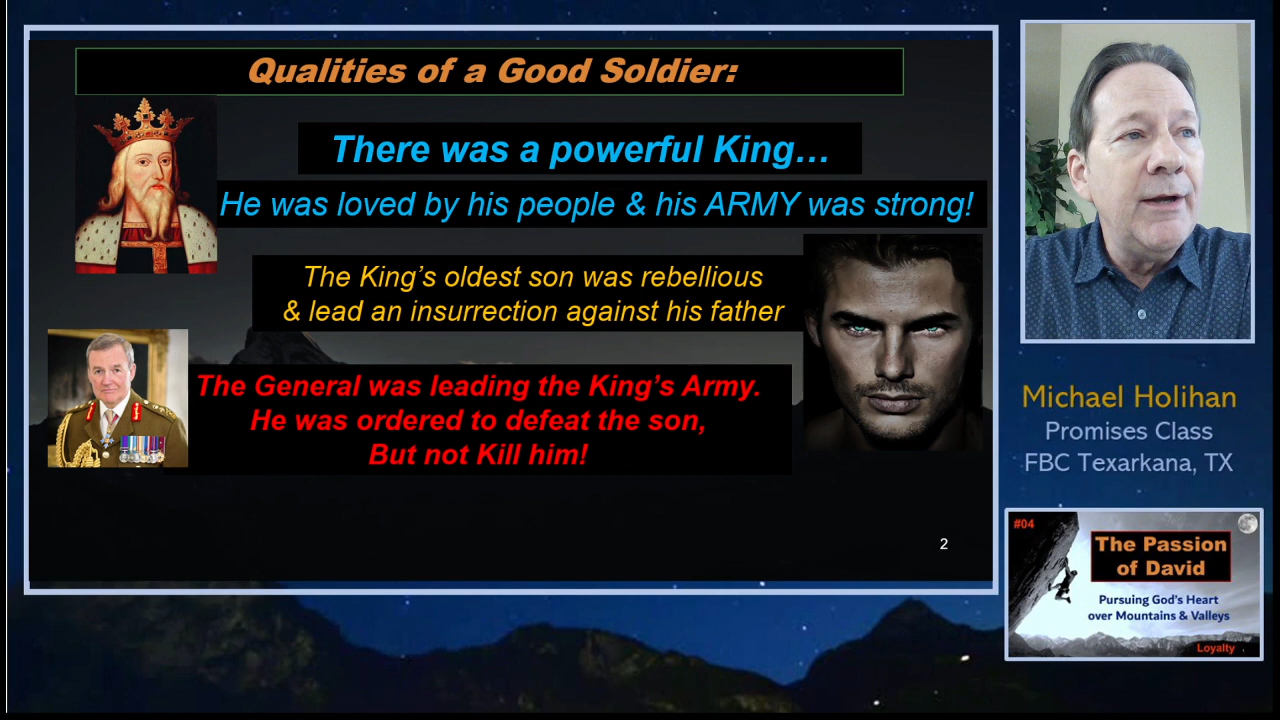 Qualities of a Good Soldier:
There was a powerful King...
He was loved by his people & his ARMY was strong!
The King's oldest son was rebellious
& lead an insurrection against his father
The General was leading the King's Army.
He was ordered to defeat the son,
But not Kill him!
2
Michael Holihan
Promises Class
FBC Texarkana, TX
#04
The Passion
of David
Pursuing God's Heart
over Mountains & Valleys
Loyalty